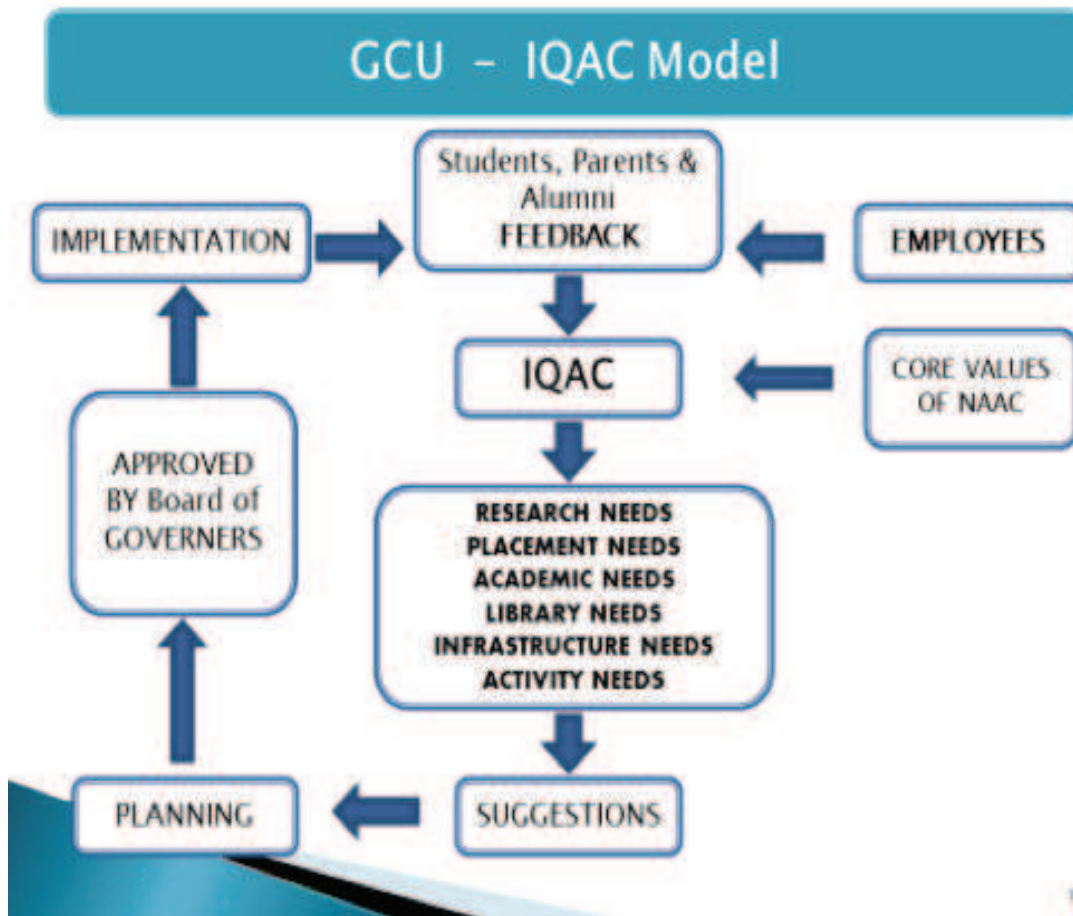 GCU – IQAC Model
Students, Parents &
Alumni
FEEDBACK
IMPLEMENTATION
EMPLOYEES
IQAC
CORE VALUES
OF NAAC
APPROVED
BY Board of
GOVERNERS
RESEARCH NEEDS
PLACEMENT NEEDS
ACADEMIC NEEDS
LIBRARY NEEDS
INFRASTRUCTURE NEEDS
ACTIVITY NEEDS
PLANNING
SUGGESTIONS